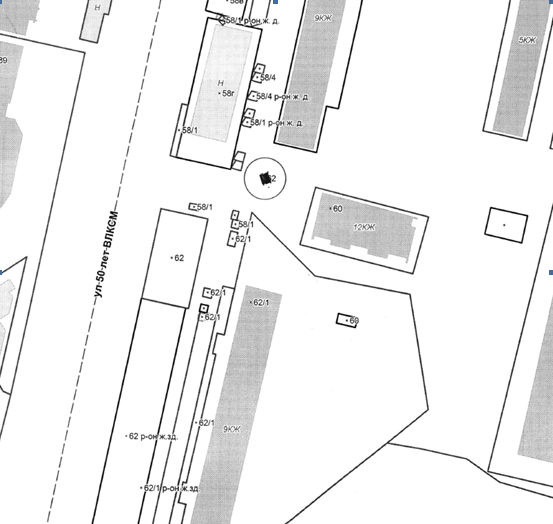 Н
58в
58/1 р-он ж. д.
9КЖ
5КЖ
39
58/4
Н
58г
58/4 р-он ж. д.
58/1 р-он ж. д.
58/1
62
58/1
60
58/1
12КЖ
62/1
ул 50 лет ВЛКСМ
62
62/1
62/1
62/1
60
62/1
9КЖ
62 р-он ж.зд.
62/1 р-он ж.зд.